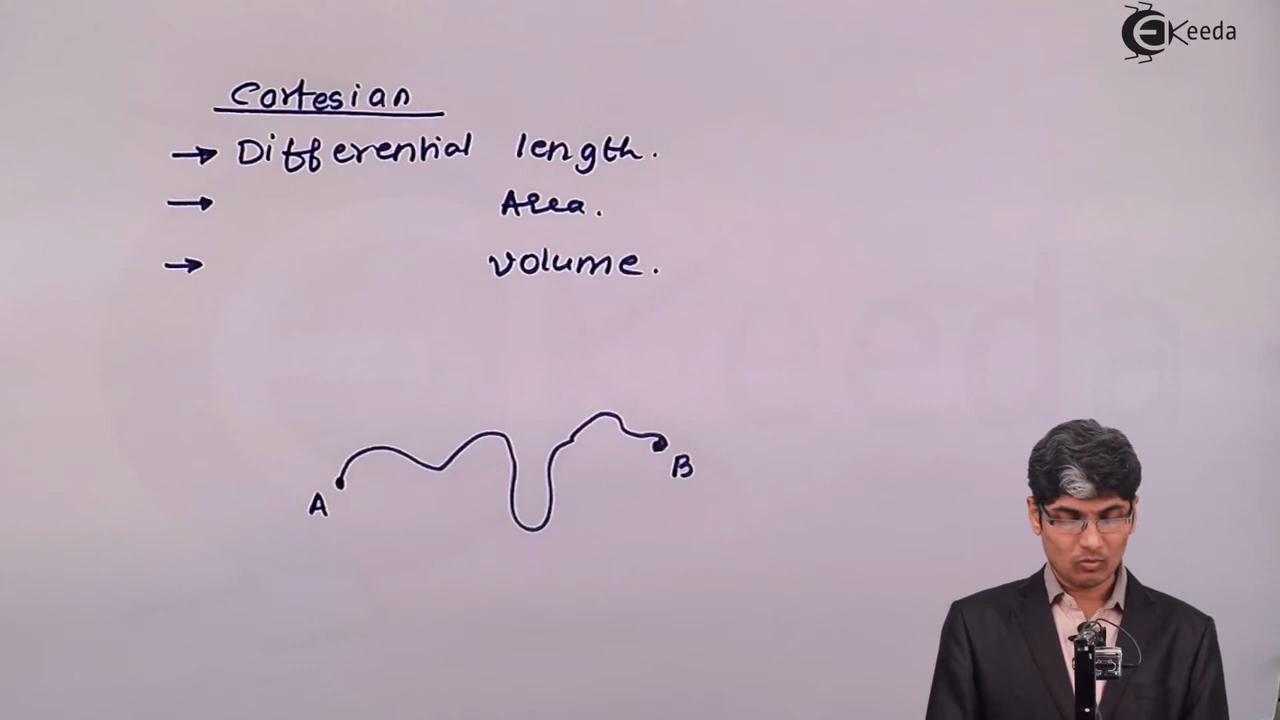 EKeeda
Cartesian
→ Differential length.
→ Area.
→ volume.
A
B